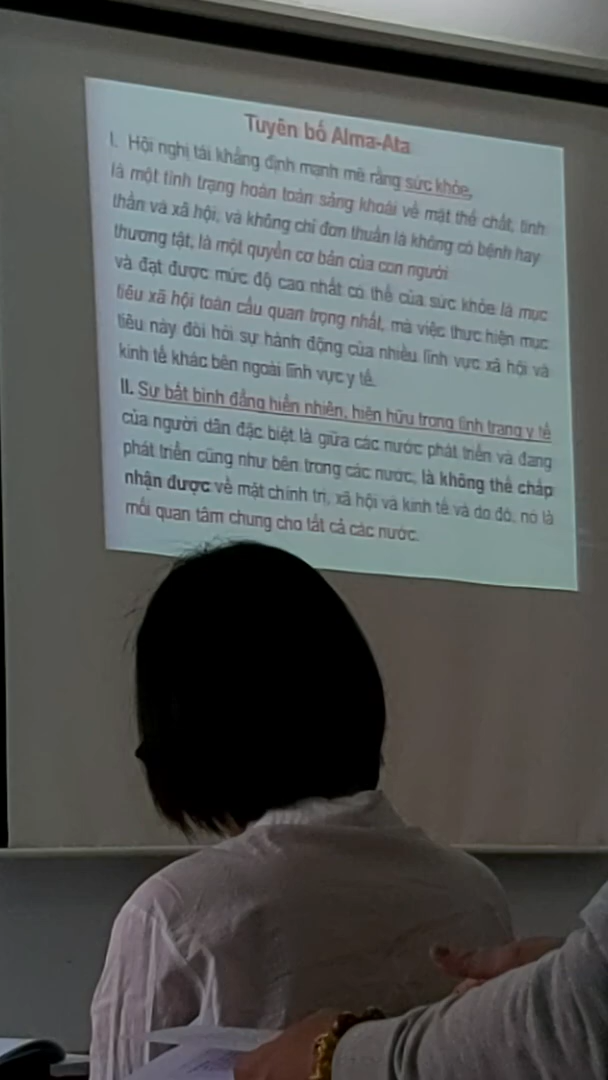 Tuyên bố Alma-Ata
I. Hội nghị tái khẳng định mạnh mẽ rằng sức khỏe,
là một tình trạng hoàn toàn sảng khoái về mặt thể chất, tinh
thần và xã hội, và không chỉ đơn thuần là không có bệnh hay
thương tật, là một quyền cơ bản của con người
và đạt được mức độ cao nhất có thể của sức khỏe là mục
tiêu xã hội toàn cầu quan trọng nhất, mà việc thực hiện mục
tiêu này đòi hỏi sự hành động của nhiều lĩnh vực xã hội và
kinh tế khác bên ngoài lĩnh vực y tế.
II. Sự bất bình đẳng hiển nhiên, hiện hữu trong tình trạng y tế
của người dân đặc biệt là giữa các nước phát triển và đang
phát triển cũng như bên trong các nước, là không thể chấp
nhận được về mặt chính trị, xã hội và kinh tế và do đó, nó là
mối quan tâm chung cho tất cả các nước.